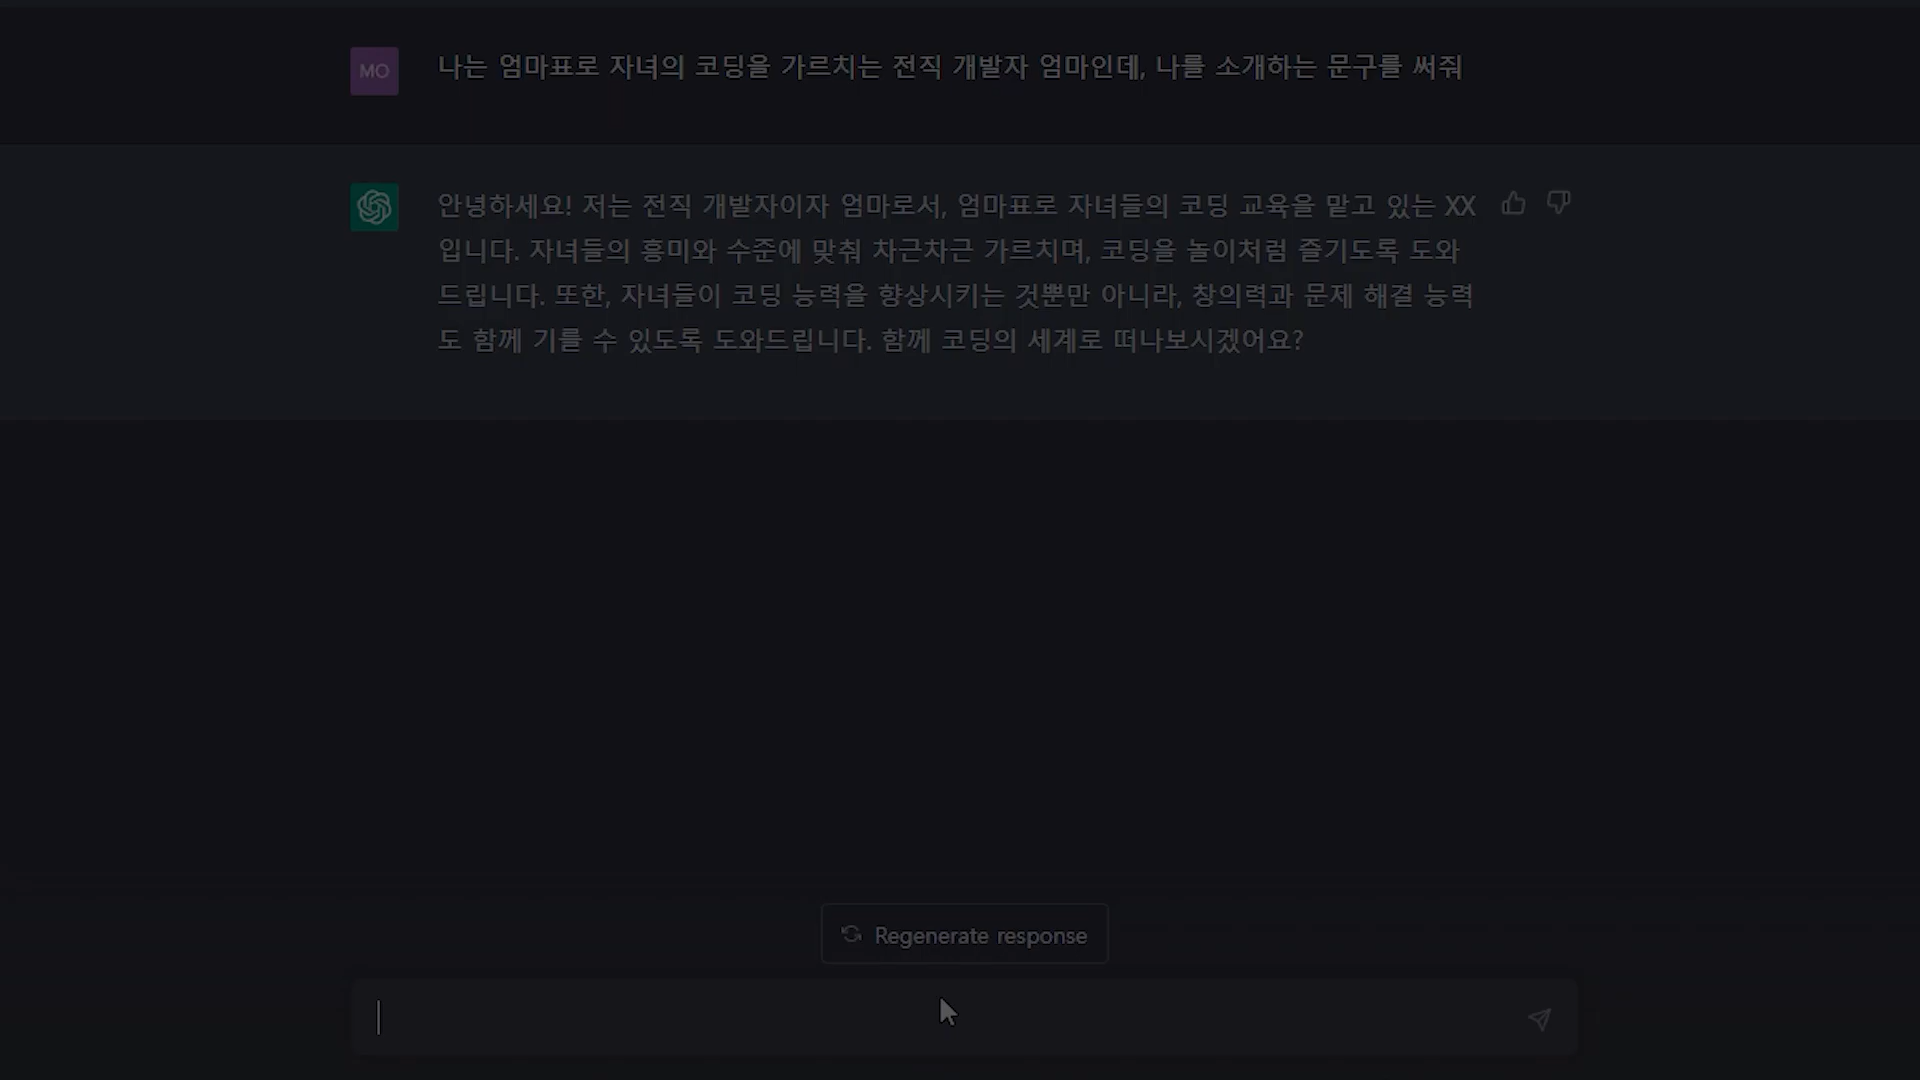 MO
나는 엄마표로 자녀의 코딩을 가르치는 전직 개발자 엄마인데, 나를 소개하는 문구를 써줘
안녕하세요! 저는 전직 개발자이자 엄마로서, 엄마표로 자녀들의 코딩 교육을 맡고 있는 XX
입니다. 자녀들의 흥미와 수준에 맞춰 차근차근 가르치며, 코딩을 놀이처럼 즐기도록 도와
드립니다. 또한, 자녀들이 코딩 능력을 향상시키는 것뿐만 아니라, 창의력과 문제 해결 능력
도 함께 기를 수 있도록 도와드립니다. 함께 코딩의 세계로 떠나보시겠어요?
Regenerate response